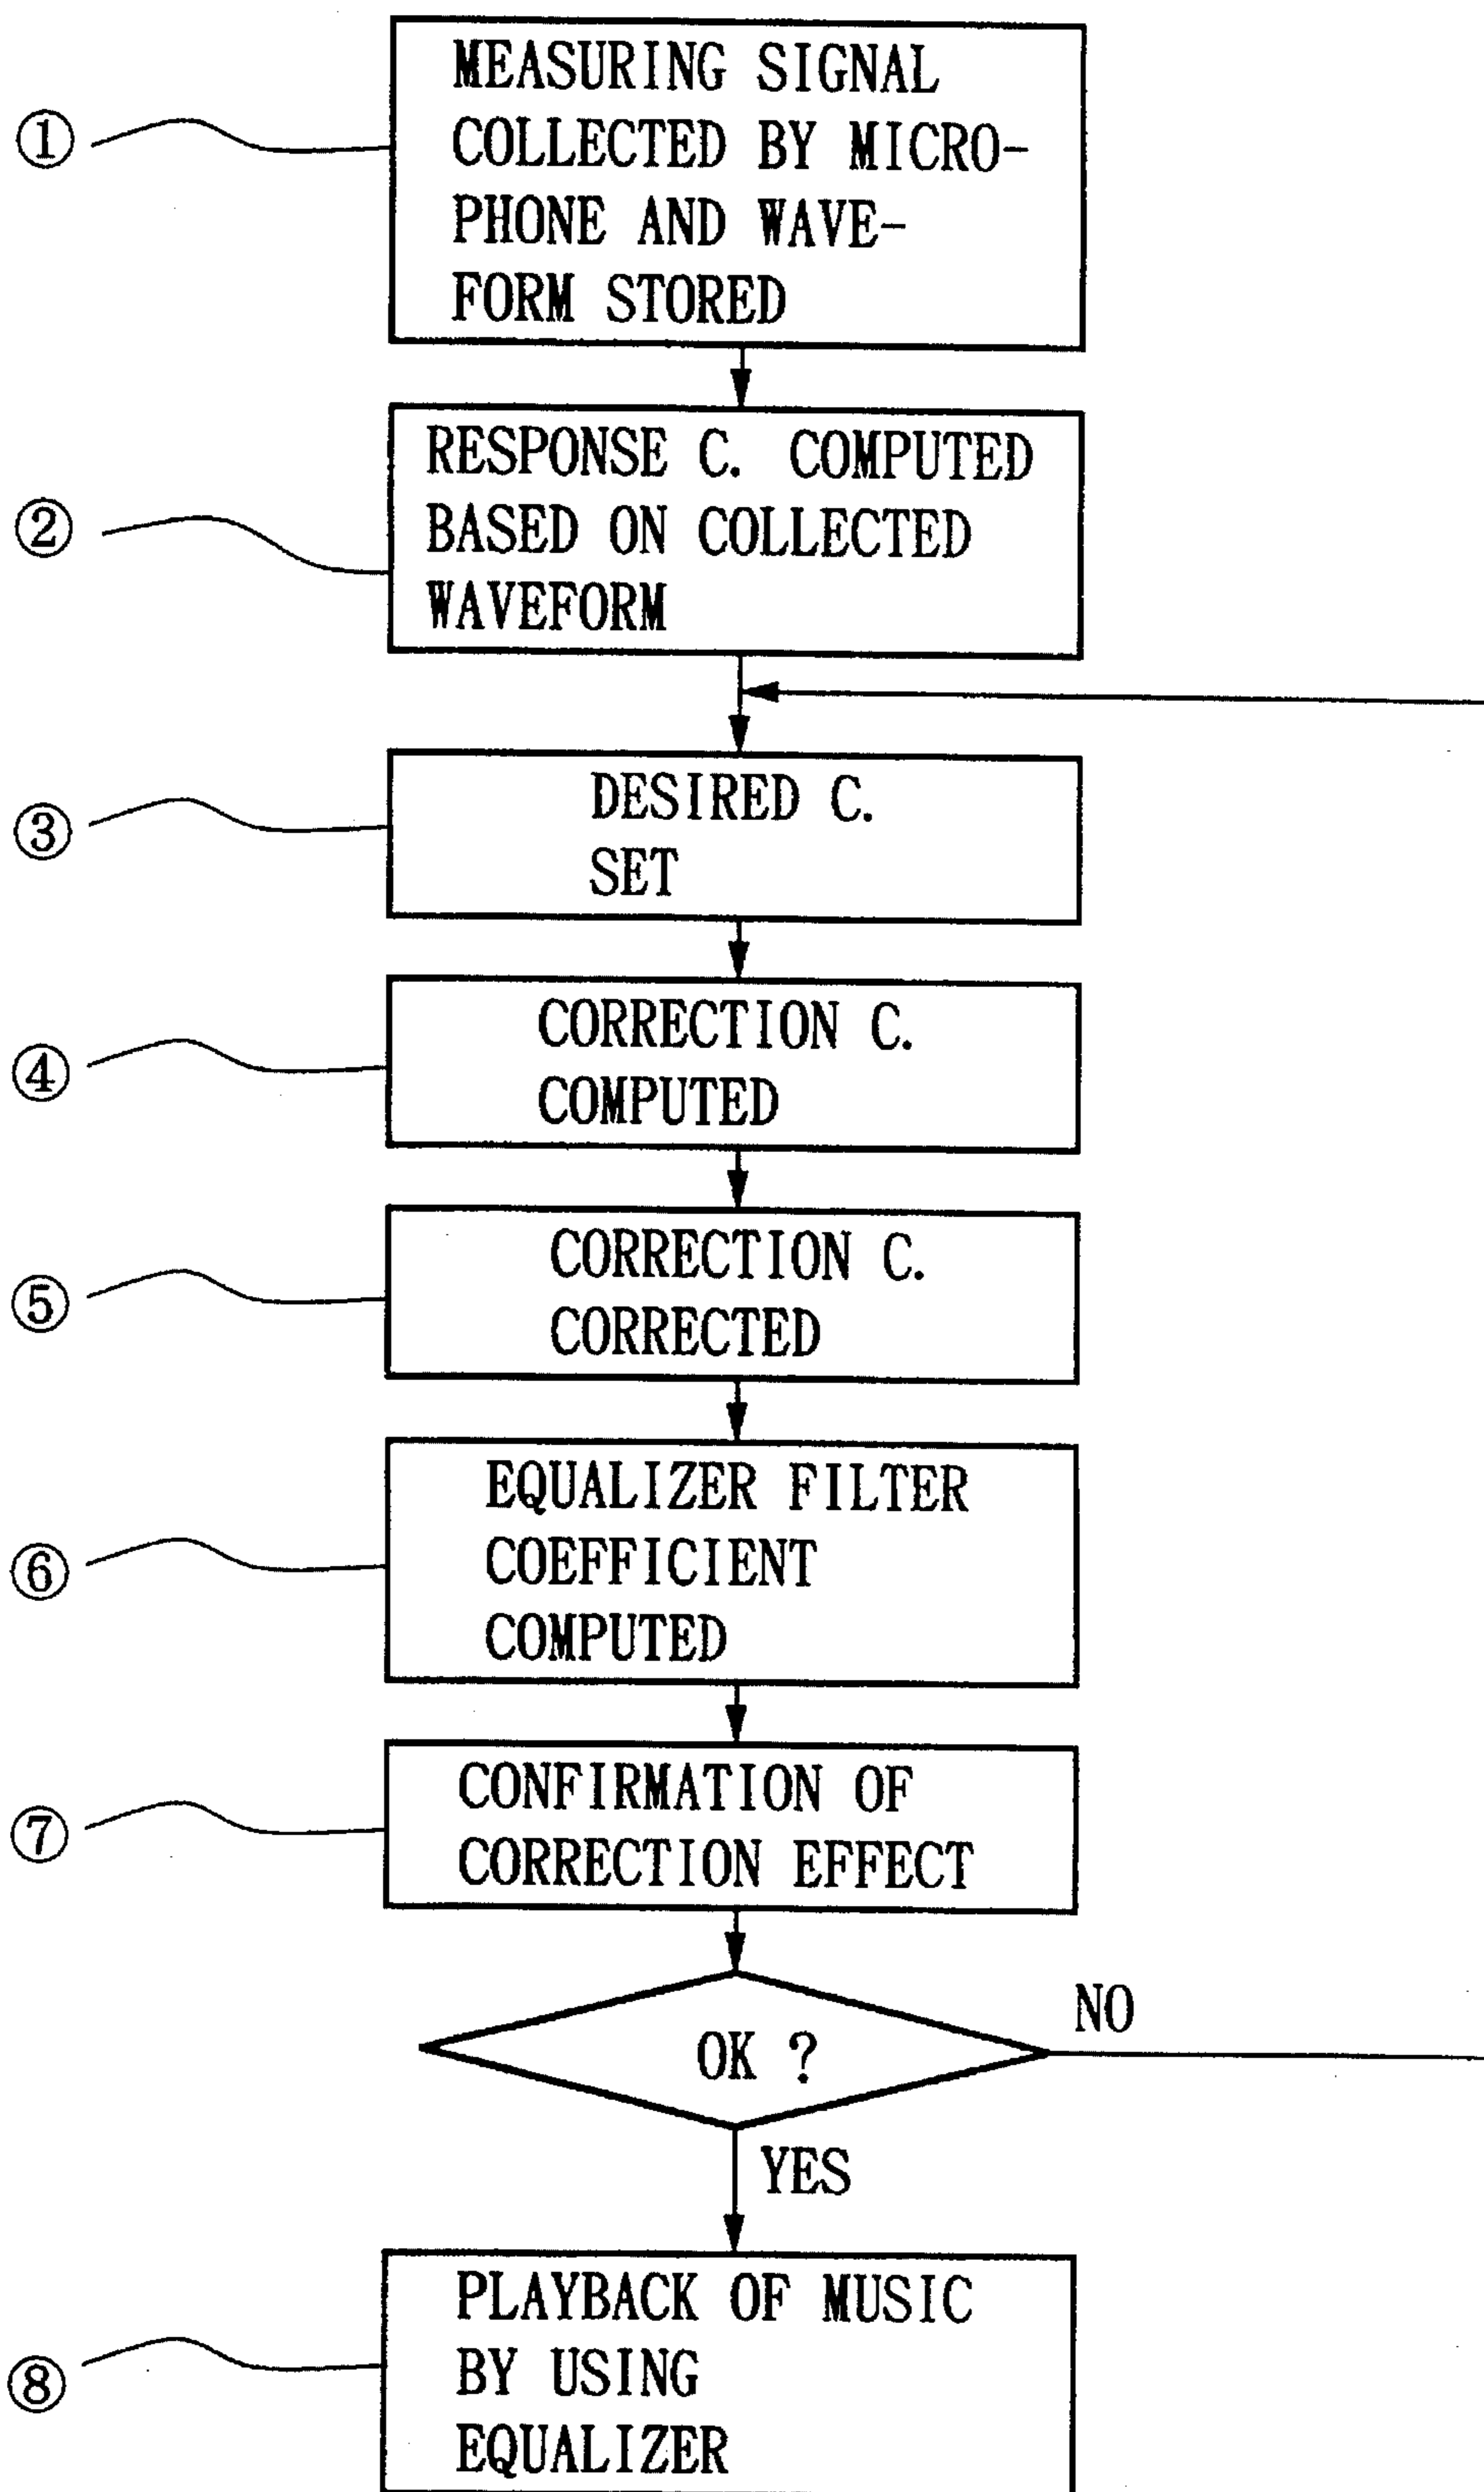 ①
MEASURING SIGNAL
COLLECTED BY MICRO-
PHONE AND WAVE-
FORM STORED
②
RESPONSE C. COMPUTED
BASED ON COLLECTED
WAVEFORM
③
DESIRED C.
SET
④
CORRECTION C.
COMPUTED
⑤
CORRECTION C.
CORRECTED
⑥
EQUALIZER FILTER
COEFFICIENT
COMPUTED
⑦
CONFIRMATION OF
CORRECTION EFFECT
OK ?
NO
YES
⑧
PLAYBACK OF MUSIC
BY USING
EQUALIZER